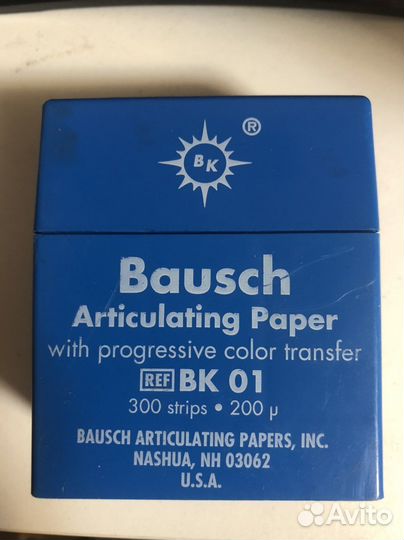 BK ®
Bausch
Articulating Paper
with progressive color transfer
REF BK 01
300 strips • 200 µ
BAUSCH ARTICULATING PAPERS, INC.
NASHUA, NH 03062
U.S.A.
Avito